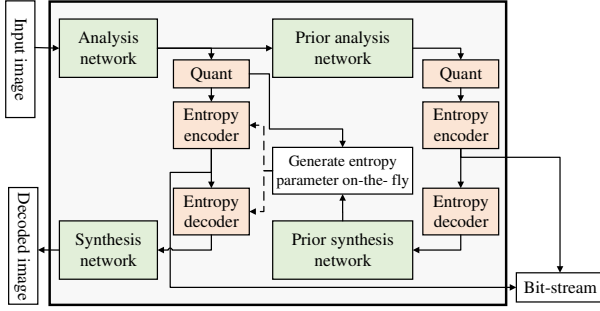 Input image
Analysis
network
Prior analysis
network
Quant
Quant
Entropy
encoder
Entropy
encoder
Generate entropy
parameter on-the- fly
Entropy
decoder
Entropy
decoder
Decoded image
Synthesis
network
Prior synthesis
network
Bit-stream